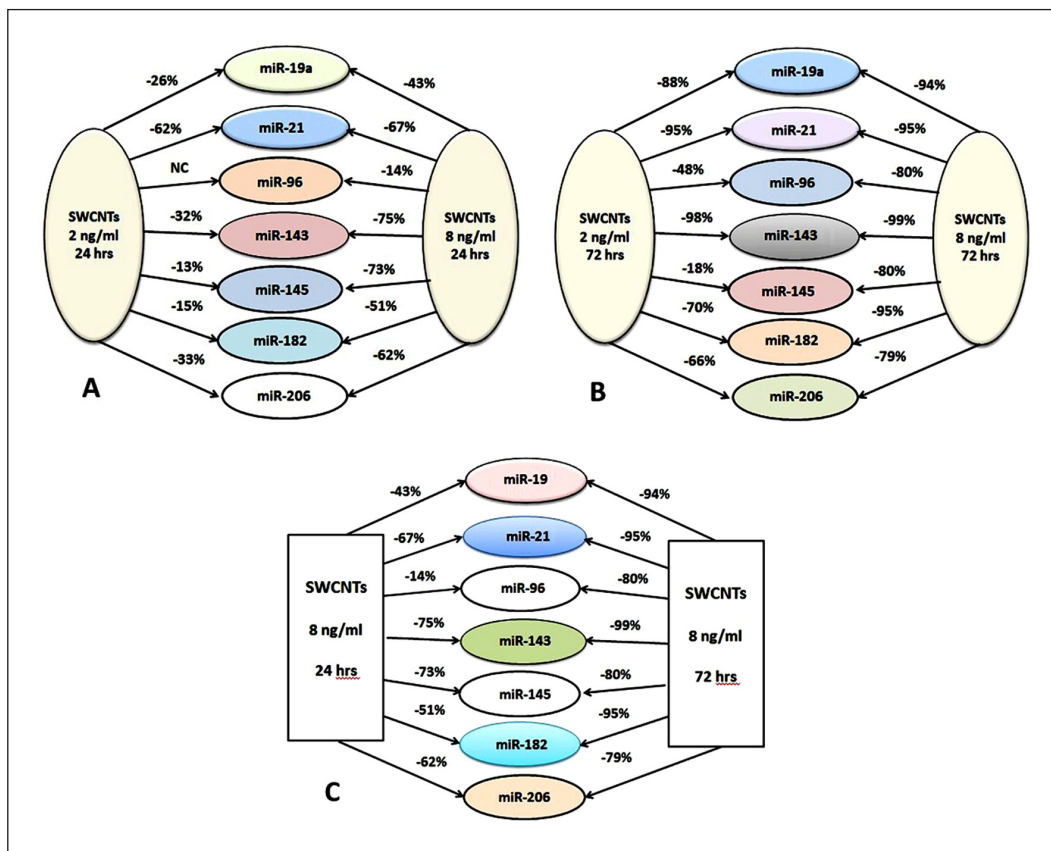 -26%
miR-19a
-43%
-62%
miR-21
-67%
NC
miR-96
-14%
SWCNTs
2 ng/ml
24 hrs
-32%
miR-143
-75%
SWCNTs
8 ng/ml
24 hrs
-13%
miR-145
-73%
-15%
miR-182
-51%
-33%
miR-206
-62%
A
-88%
miR-19a
-94%
-95%
miR-21
-95%
-48%
miR-96
-80%
SWCNTs
2 ng/ml
72 hrs
-98%
miR-143
-99%
SWCNTs
8 ng/ml
72 hrs
-18%
miR-145
-80%
-70%
miR-182
-95%
-66%
miR-206
-79%
B
-43%
miR-19
-94%
-67%
miR-21
-95%
-14%
miR-96
-80%
SWCNTs
8 ng/ml
24 hrs
-75%
miR-143
-99%
SWCNTs
8 ng/ml
72 hrs
-73%
miR-145
-80%
-51%
miR-182
-95%
-62%
miR-206
-79%
C